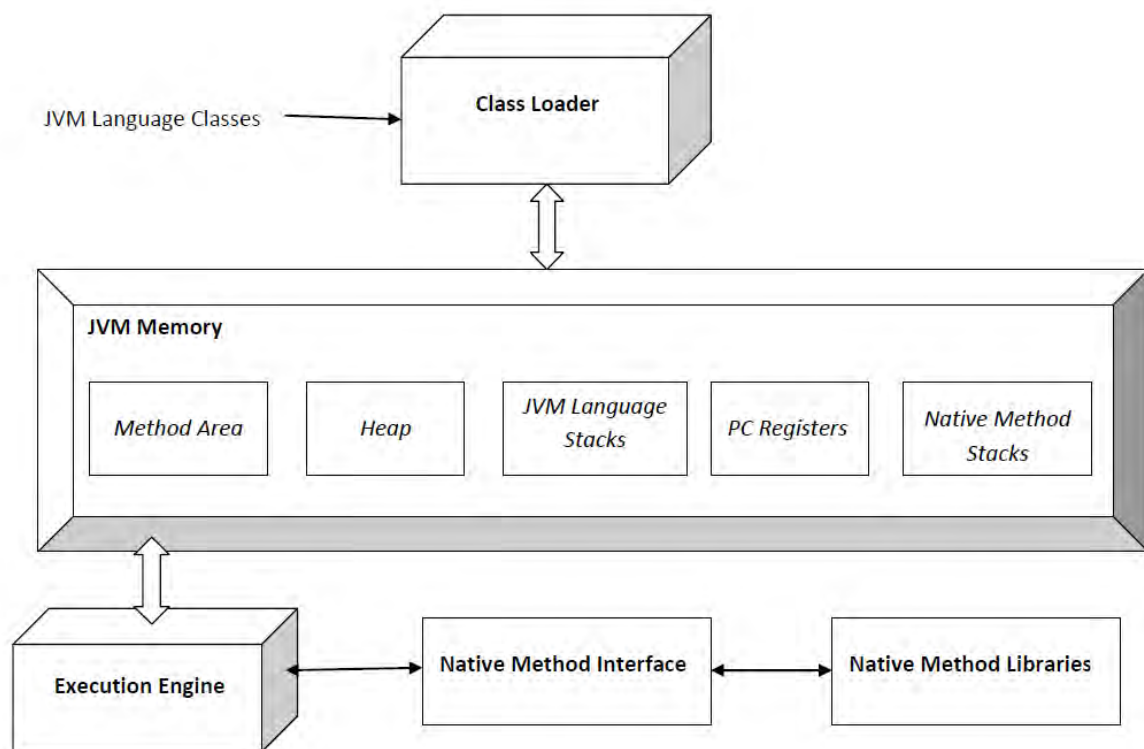 Class Loader
JVM Language Classes
JVM Memory
Method Area
Heap
JVM Language
Stacks
PC Registers
Native Method
Stacks
Execution Engine
Native Method Interface
Native Method Libraries